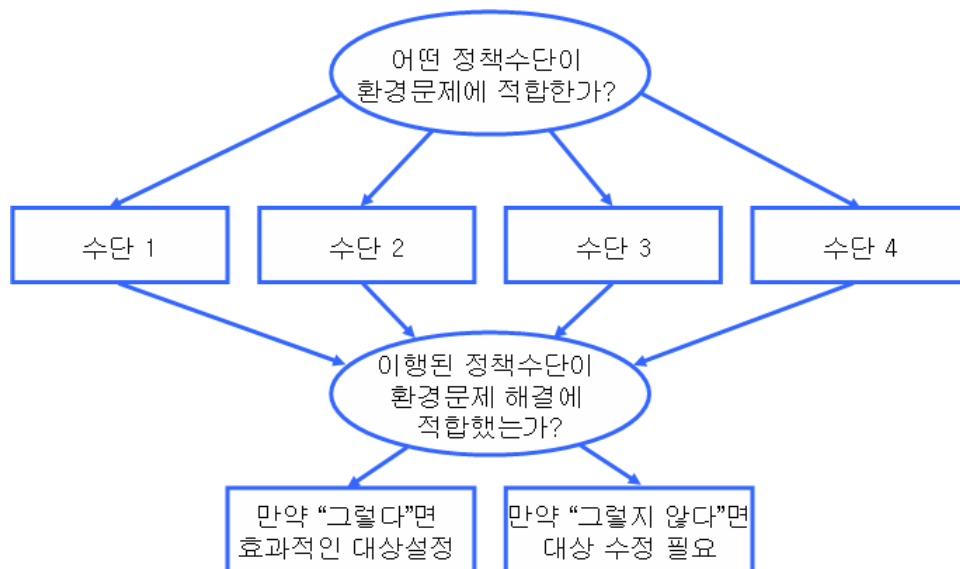 어떤 정책수단이
환경문제에 적합한가?
수단 1
수단 2
수단 3
수단 4
이행된 정책수단이
환경문제 해결에
적합했는가?
만약 “그렇다”면
효과적인 대상설정
만약 “그렇지 않다”면
대상 수정 필요